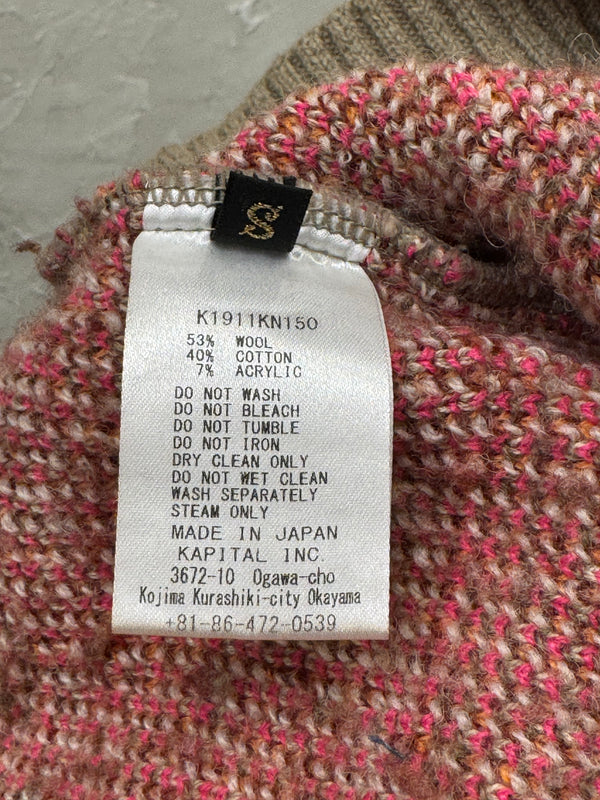 S
K1911KN150
53% WOOL
40% COTTON
7% ACRYLIC
DO NOT WASH
DO NOT BLEACH
DO NOT TUMBLE
DO NOT IRON
DRY CLEAN ONLY
DO NOT WET CLEAN
WASH SEPARATELY
STEAM ONLY
MADE IN JAPAN
KAPITAL INC.
3672-10 Ogawa-cho
Kojima Kurashiki-city Okayama
+81-86-472-0539